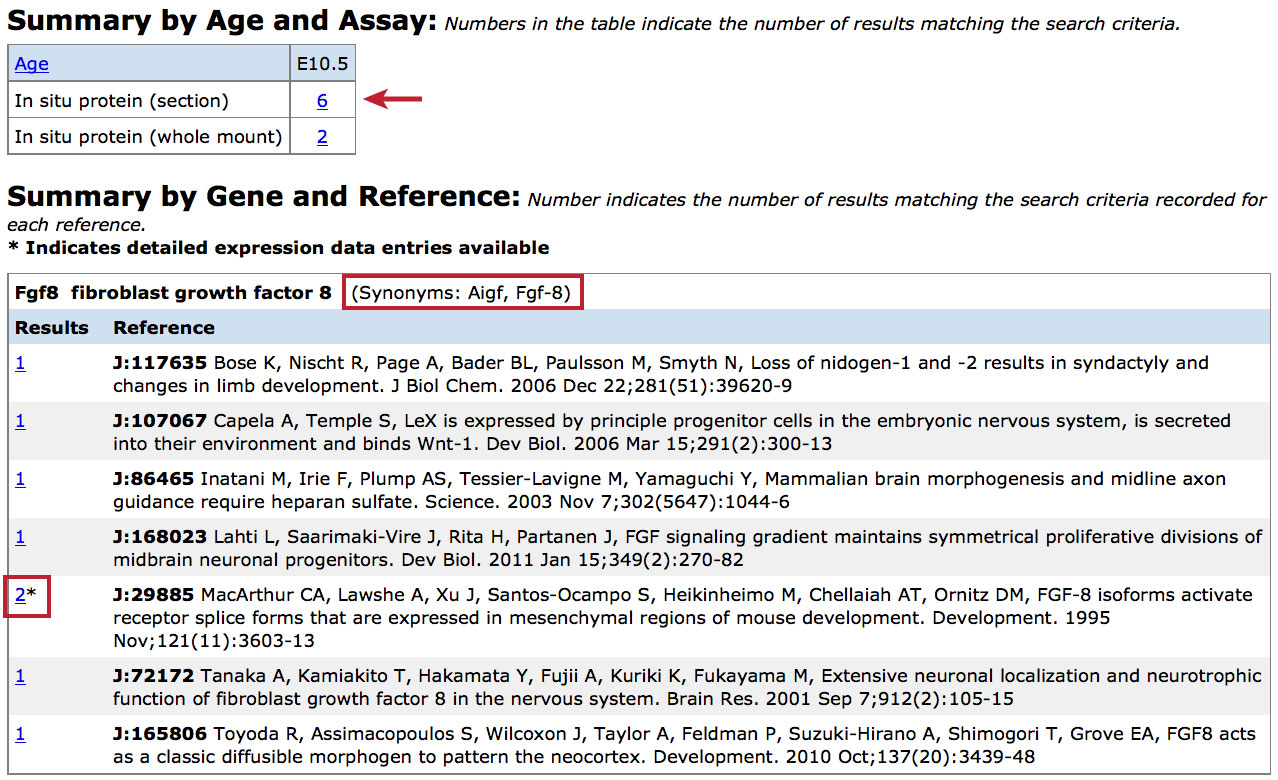 Summary by Age and Assay: Numbers in the table indicate the number of results matching the search criteria.
Age E10.5
In situ protein (section) 6
In situ protein (whole mount) 2
Summary by Gene and Reference: Number indicates the number of results matching the search criteria recorded for
each reference.
* Indicates detailed expression data entries available
Fgf8 fibroblast growth factor 8 (Synonyms: Aigf, Fgf-8)
Results Reference
1 J:117635 Bose K, Nischt R, Page A, Bader BL, Paulsson M, Smyth N, Loss of nidogen-1 and -2 results in syndactyly and
changes in limb development. J Biol Chem. 2006 Dec 22;281(51):39620-9
1 J:107067 Capela A, Temple S, LeX is expressed by principle progenitor cells in the embryonic nervous system, is secreted
into their environment and binds Wnt-1. Dev Biol. 2006 Mar 15;291(2):300-13
1 J:86465 Inatani M, Irie F, Plump AS, Tessier-Lavigne M, Yamaguchi Y, Mammalian brain morphogenesis and midline axon
guidance require heparan sulfate. Science. 2003 Nov 7;302(5647):1044-6
1 J:168023 Lahti L, Saarimaki-Vire J, Rita H, Partanen J, FGF signaling gradient maintains symmetrical proliferative divisions of
midbrain neuronal progenitors. Dev Biol. 2011 Jan 15;349(2):270-82
2* J:29885 MacArthur CA, Lawshe A, Xu J, Santos-Ocampo S, Heikinheimo M, Chellaiah AT, Ornitz DM, FGF-8 isoforms activate
receptor splice forms that are expressed in mesenchymal regions of mouse development. Development. 1995
Nov;121(11):3603-13
1 J:72172 Tanaka A, Kamiakito T, Hakamata Y, Fujii A, Kuriki K, Fukayama M, Extensive neuronal localization and neurotrophic
function of fibroblast growth factor 8 in the nervous system. Brain Res. 2001 Sep 7;912(2):105-15
1 J:165806 Toyoda R, Assimacopoulos S, Wilcoxon J, Taylor A, Feldman P, Suzuki-Hirano A, Shimogori T, Grove EA, FGF8 acts
as a classic diffusible morphogen to pattern the neocortex. Development. 2010 Oct;137(20):3439-48